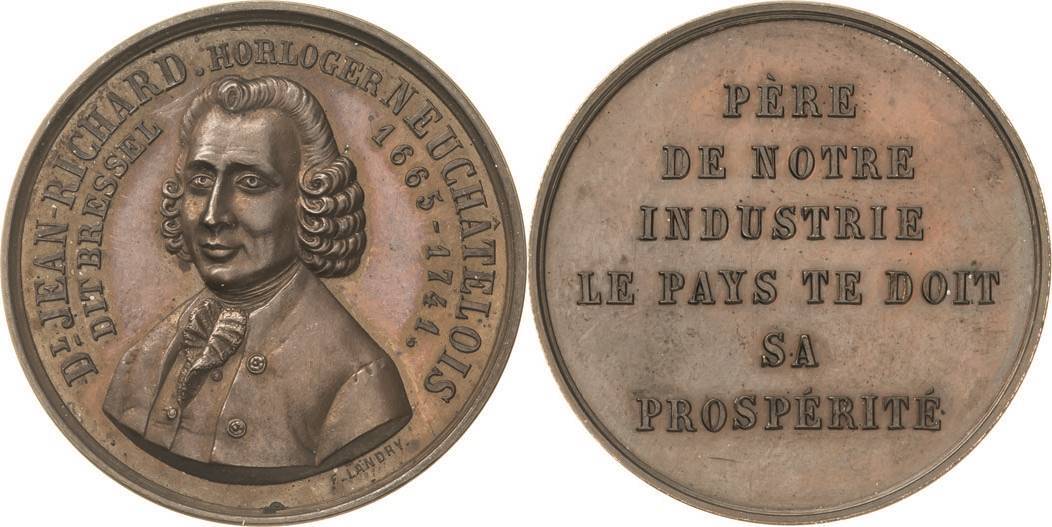 DL JEAN-RICHARD. HORLOGER NEUCHÂTELOIS
DIT BRESSEL
1665-1741.
F. LANDRY.
PÈRE
DE NOTRE
INDUSTRIE
LE PAYS TE DOIT
SA
PROSPÉRITÉ